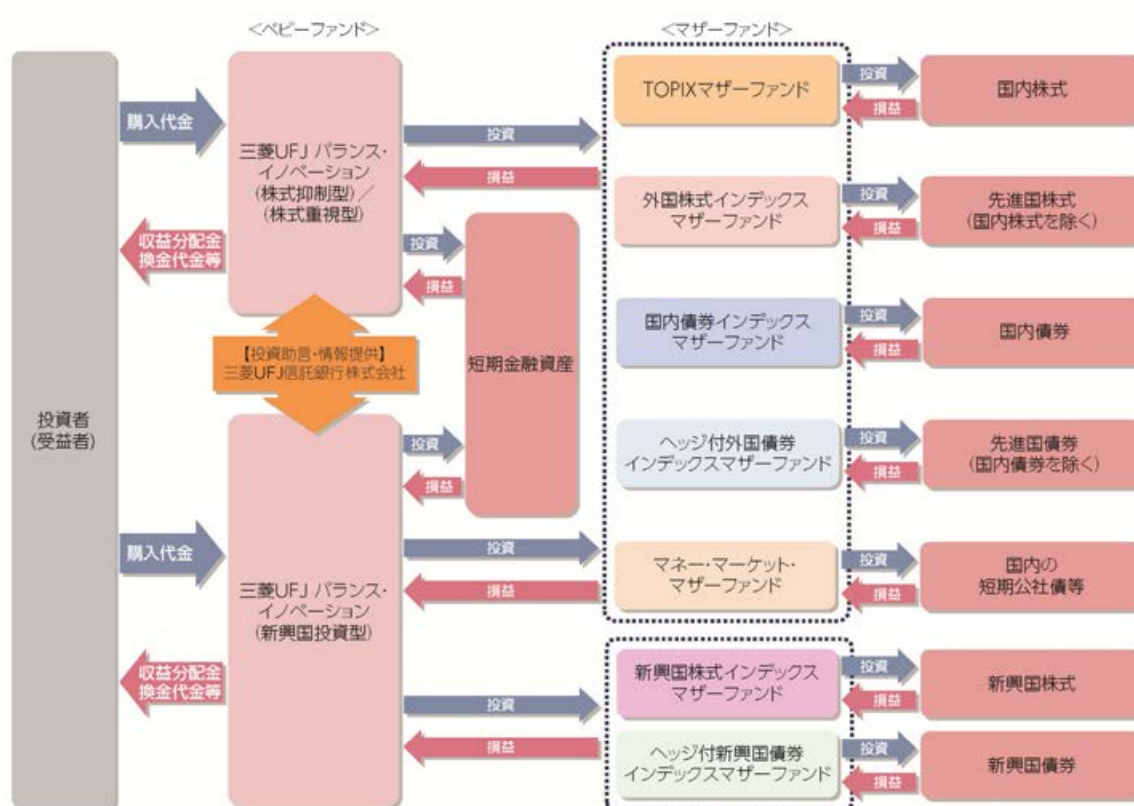 <ベビーファンド>
<マザーファンド>
投資者
(受益者)
購入代金
収益分配金
換金代金等
三菱UFJ バランス・
イノベーション
(株式抑制型)/
(株式重視型)
投資
損益
投資
損益
【投資助言・情報提供】
三菱UFJ信託銀行株式会社
短期金融資産
購入代金
収益分配金
換金代金等
三菱UFJ バランス・
イノベーション
(新興国投資型)
投資
損益
投資
損益
投資
損益
TOPIXマザーファンド
投資
損益
国内株式
外国株式インデックス
マザーファンド
投資
損益
先進国株式
(国内株式を除く)
国内債券インデックス
マザーファンド
投資
損益
国内債券
ヘッジ付外国債券
インデックスマザーファンド
投資
損益
先進国債券
(国内債券を除く)
マネー・マーケット・
マザーファンド
投資
損益
国内の
短期公社債等
新興国株式インデックス
マザーファンド
投資
損益
新興国株式
ヘッジ付新興国債券
インデックスマザーファンド
投資
損益
新興国債券